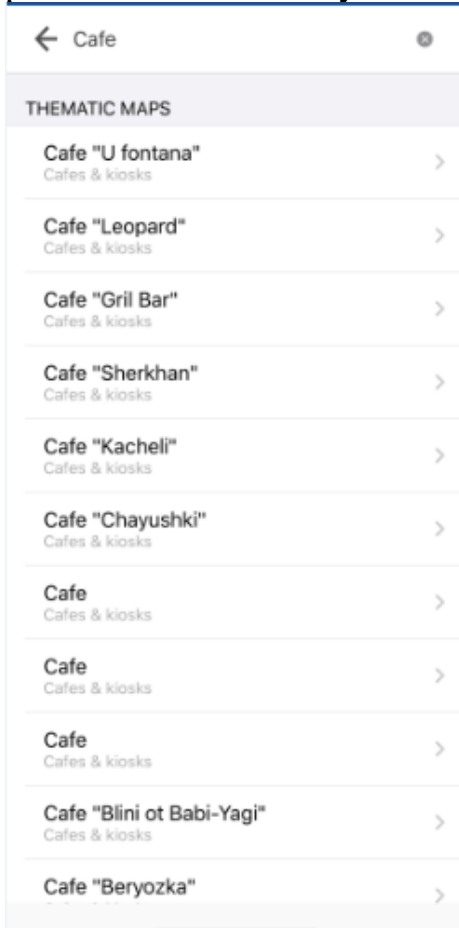 Cafe
THEMATIC MAPS
Cafe "U fontana"
Cafes & kiosks
Cafe "Leopard"
Cafes & kiosks
Cafe "Gril Bar"
Cafes & kiosks
Cafe "Sherkhan"
Cafes & kiosks
Cafe "Kacheli"
Cafes & kiosks
Cafe "Chayushki"
Cafes & kiosks
Cafe
Cafes & kiosks
Cafe
Cafes & kiosks
Cafe
Cafes & kiosks
Cafe "Blini ot Babi-Yagi"
Cafes & kiosks
Cafe "Beryozka"